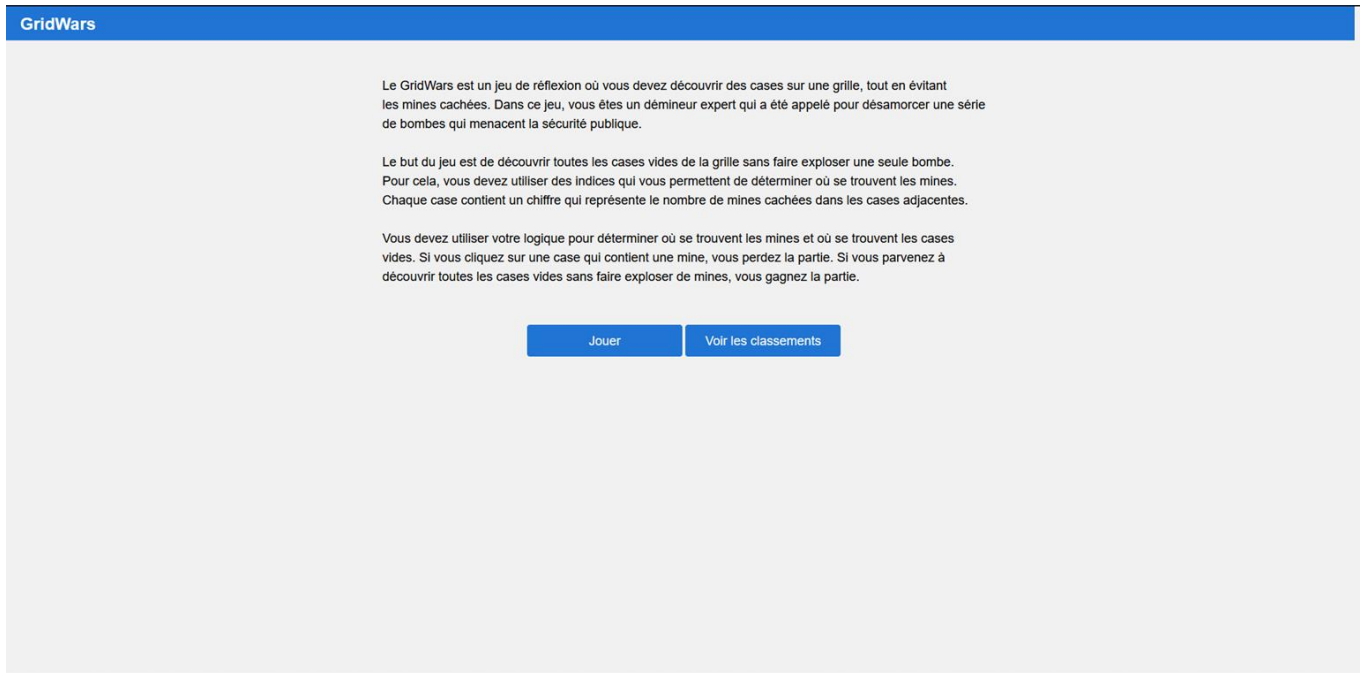 GridWars
Le GridWars est un jeu de réflexion où vous devez découvrir des cases sur une grille, tout en évitant
les mines cachées. Dans ce jeu, vous êtes un démineur expert qui a été appelé pour désamorcer une série
de bombes qui menacent la sécurité publique.
Le but du jeu est de découvrir toutes les cases vides de la grille sans faire exploser une seule bombe.
Pour cela, vous devez utiliser des indices qui vous permettent de déterminer où se trouvent les mines.
Chaque case contient un chiffre qui représente le nombre de mines cachées dans les cases adjacentes.
Vous devez utiliser votre logique pour déterminer où se trouvent les mines et où se trouvent les cases
vides. Si vous cliquez sur une case qui contient une mine, vous perdez la partie. Si vous parvenez à
découvrir toutes les cases vides sans faire exploser de mines, vous gagnez la partie.
Jouer
Voir les classements